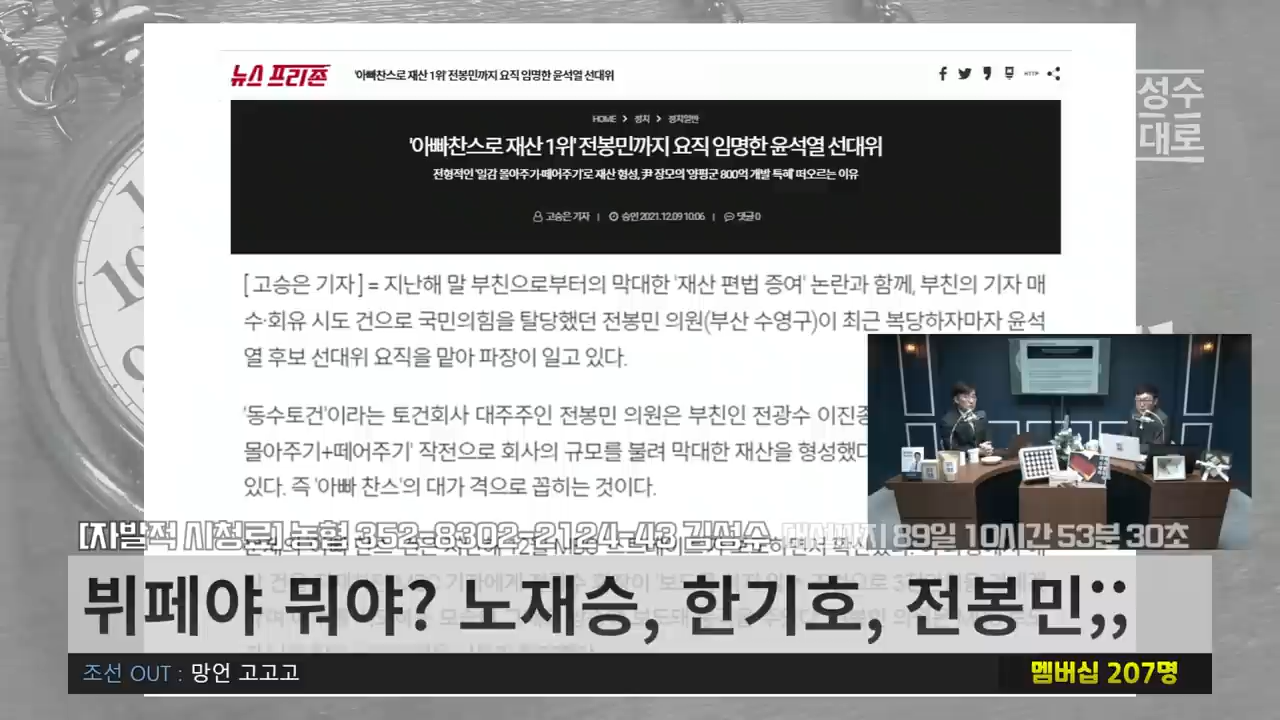 뉴스 프리존 '아빠찬스로 재산 1위' 전봉민까지 요직 임명한 윤석열 선대위
HTTP
성수
대로
HOME > 정치 > 정치일반
'아빠찬스로 재산 1위' 전봉민까지 요직 임명한 윤석열 선대위
전형적인 '일감 몰아주기·떼어주기'로 재산 형성, 尹 장모의 '양평군 800억 개발 특혜' 떠오르는 이유
고승은 기자 | 승인 2021.12.09 10:06 | 댓글 0
[고승은 기자] = 지난해 말 부친으로부터의 막대한 '재산 편법 증여' 논란과 함께, 부친의 기자 매
수·회유 시도 건으로 국민의힘을 탈당했던 전봉민 의원(부산 수영구)이 최근 복당하자마자 윤석
열 후보 선대위 요직을 맡아 파장이 일고 있다.
'동수토건'이라는 토건회사 대주주인 전봉민 의원은 부친인 전광수 이진종
몰아주기+떼어주기' 작전으로 회사의 규모를 불려 막대한 재산을 형성했다
있다. 즉 '아빠 찬스'의 대가 격으로 꼽히는 것이다.
[자발적 시청료] 농협 352-8302-2124-43 김성수 대선까지 89일 10시간 53분 30초
뷔페야 뭐야? 노재승, 한기호, 전봉민;;
조선 OUT : 망언 고고고
멤버십 207명